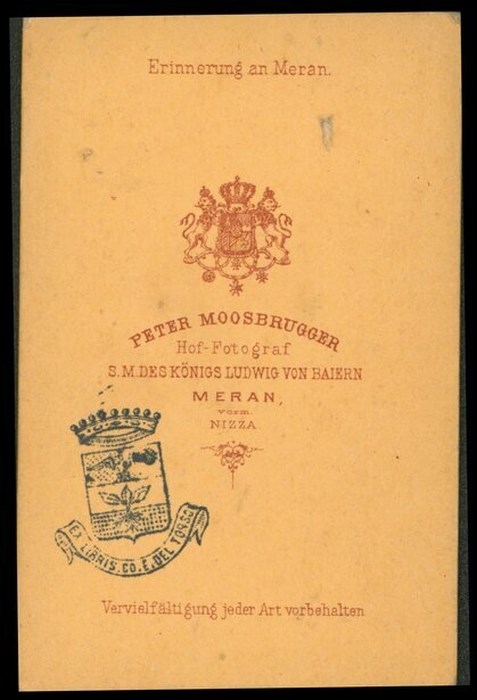 Erinnerung an Meran.
PETER MOOSBRUGGER
Hof-Fotograf
S. M. DES KÖNIGS LUDWIG VON BAIERN
MERAN,
vorm.
NIZZA
EX LIBRIS. CO. E. DEL TORSO
Vervielfältigung jeder Art vorbehalten